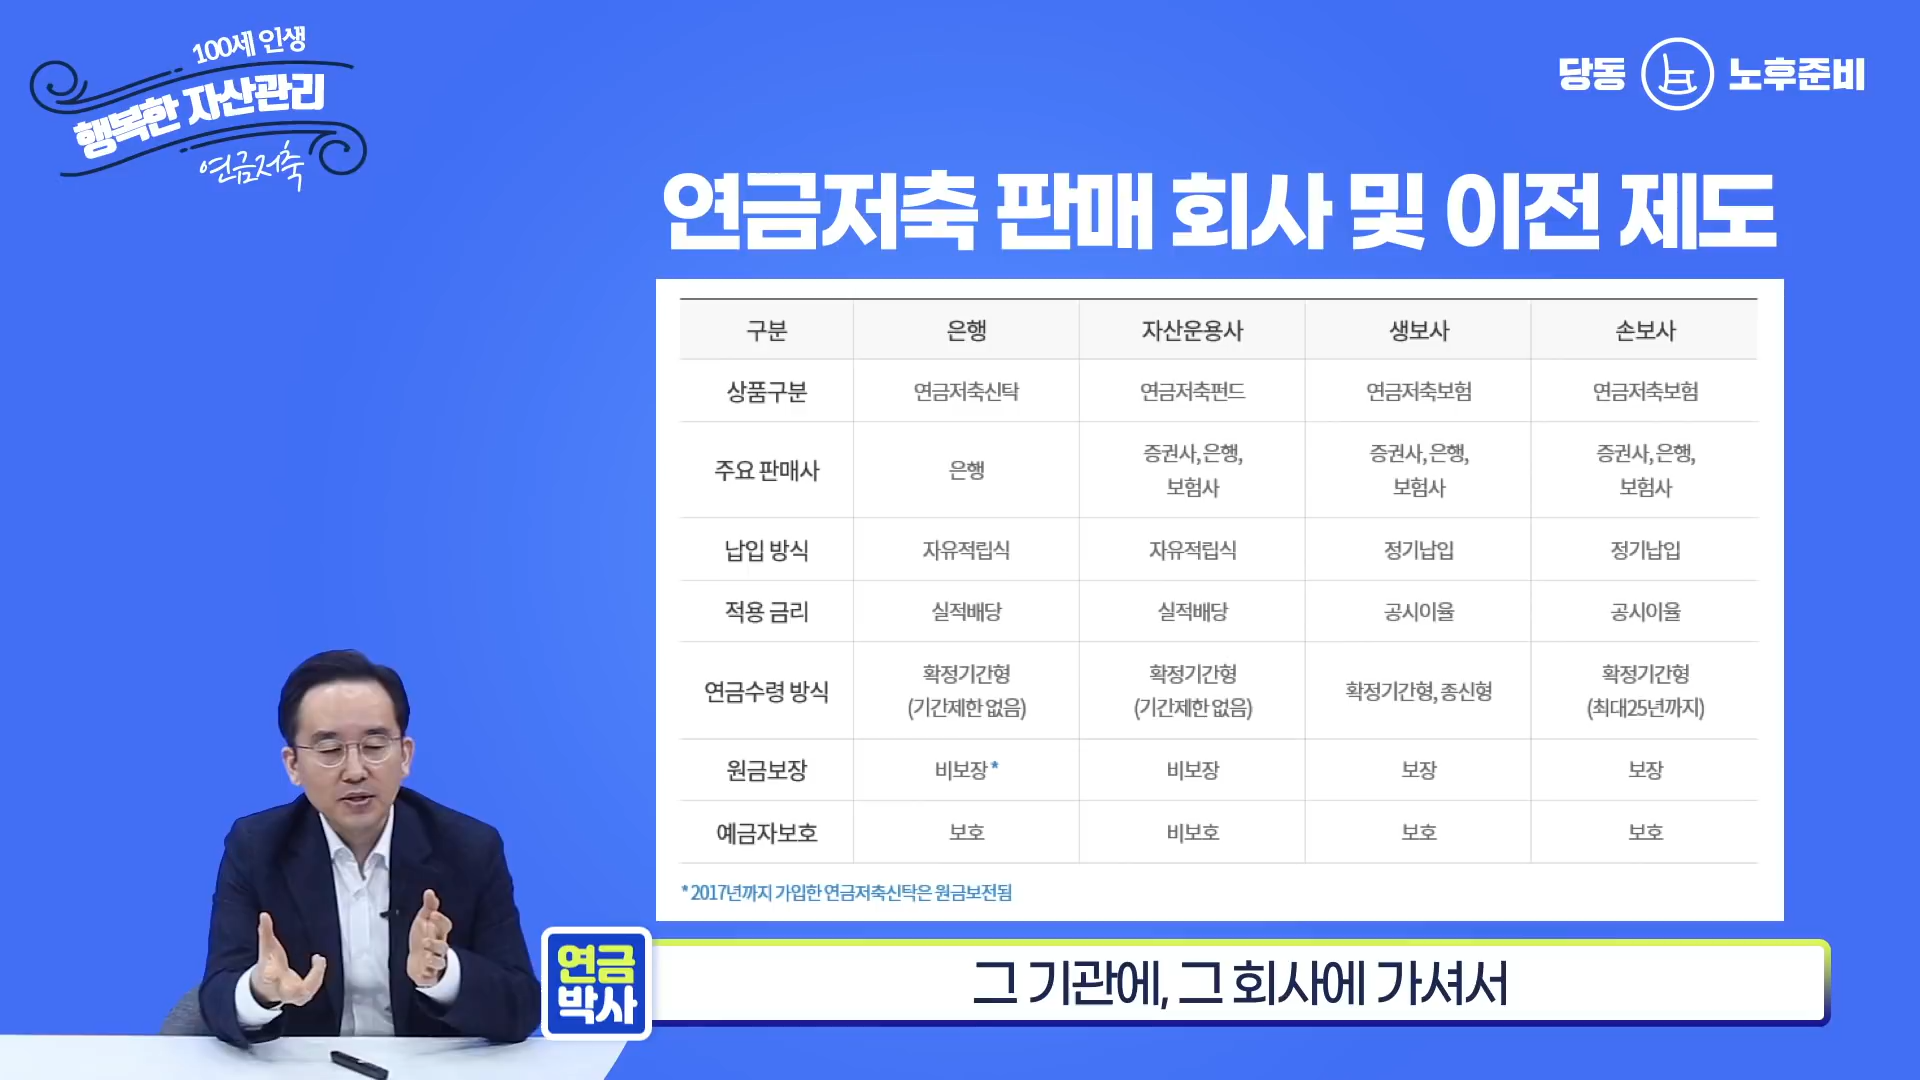 100세 인생
행복한 자산관리
연금저축
당동 노후준비
연금저축 판매 회사 및 이전 제도
구분 은행 자산운용사 생보사 손보사
상품구분 연금저축신탁 연금저축펀드 연금저축보험 연금저축보험
주요 판매사 은행 증권사, 은행, 보험사 증권사, 은행, 보험사 증권사, 은행, 보험사
납입 방식 자유적립식 자유적립식 정기납입 정기납입
적용 금리 실적배당 실적배당 공시이율 공시이율
연금수령 방식 확정기간형 (기간제한 없음) 확정기간형 (기간제한 없음) 확정기간형, 종신형 확정기간형 (최대25년까지)
원금보장 비보장* 비보장 보장 보장
예금자보호 보호 비보호 보호 보호
* 2017년까지 가입한 연금저축신탁은 원금보전됨
연금
박사
그 기관에, 그 회사에 가셔서